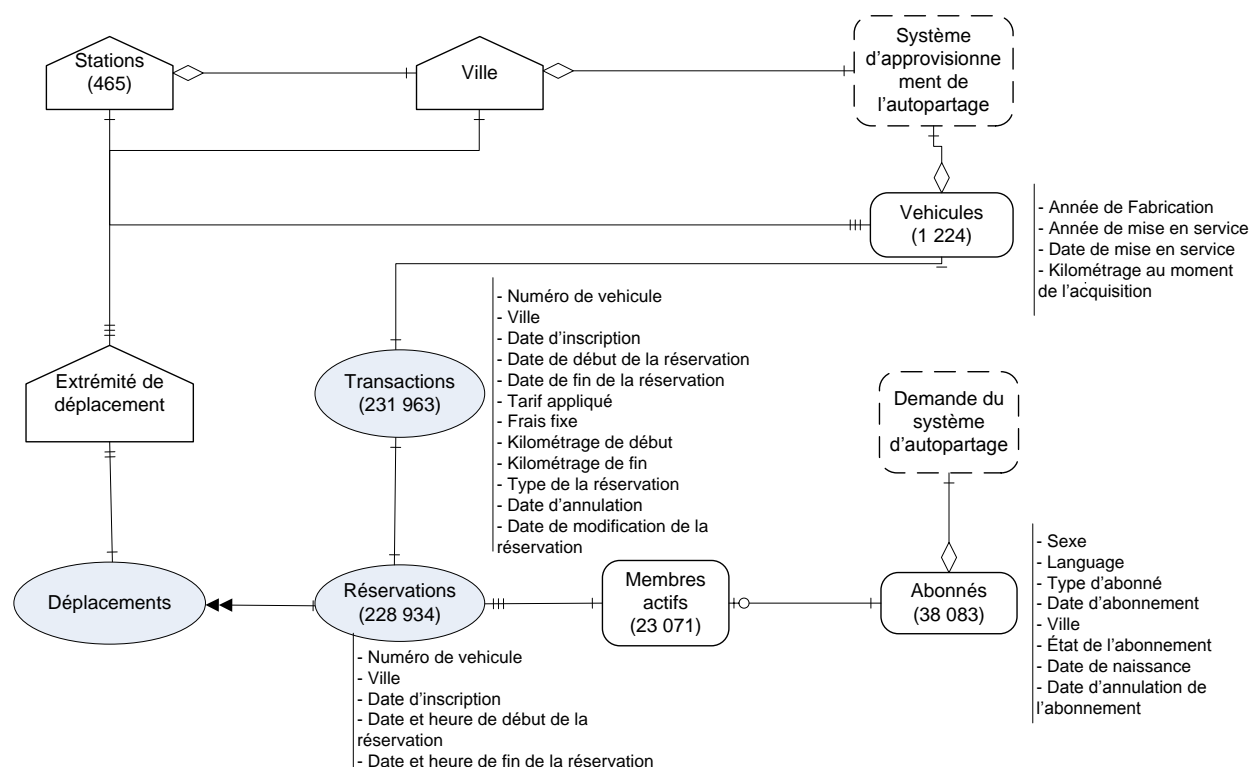 Stations
(465)
Ville
Système
d'approvisionne
ment de
l'autopartage
Vehicules
(1 224)
- Année de Fabrication
- Année de mise en service
- Date de mise en service
- Kilométrage au moment
de l'acquisition
- Numéro de vehicule
- Ville
- Date d'inscription
- Date de début de la réservation
- Date de fin de la réservation
- Tarif appliqué
- Frais fixe
- Kilométrage de début
- Kilométrage de fin
- Type de la réservation
- Date d'annulation
- Date de modification de la
réservation
Extrémité de
déplacement
Transactions
(231 963)
Demande du
système
d'autopartage
Déplacements
Réservations
(228 934)
Membres
actifs
(23 071)
Abonnés
(38 083)
- Sexe
- Language
- Type d'abonné
- Date d'abonnement
- Ville
- État de l'abonnement
- Date de naissance
- Date d'annulation de
l'abonnement
- Numéro de vehicule
- Ville
- Date d'inscription
- Date et heure de début de la
réservation
- Date et heure de fin de la réservation